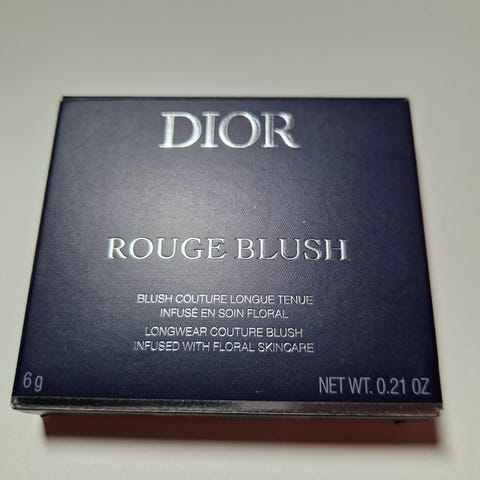 DIOR
ROUGE BLUSH
BLUSH COUTURE LONGUE TENUE
INFUSÉ EN SOIN FLORAL
LONGWEAR COUTURE BLUSH
INFUSED WITH FLORAL SKINCARE
6 g NET WT. 0.21 OZ